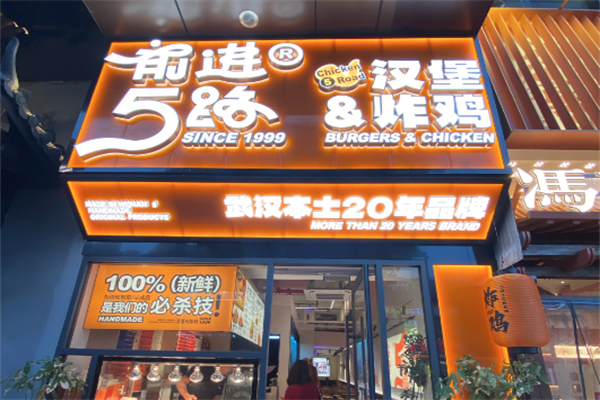 前进®
5路
SINCE 1999
Chicken
5 Road
汉堡
&炸鸡
BURGERS & CHICKEN
MADE IN WUHAN
HANDMADE
ORIGINAL PRODUCTS
武汉本土20年品牌
MORE THAN 20 YEARS BRAND
100%(新鲜)
是我们的 必杀技!
HANDMADE
炸鸡
馮